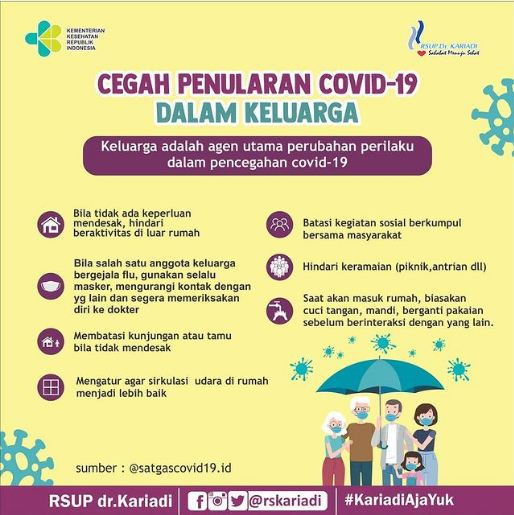 KEMENTERIAN
KESEHATAN
REPUBLIK
INDONESIA
RSUP Dr. KARIADI
Sahabat Menuju Sehat
CEGAH PENULARAN COVID-19
DALAM KELUARGA
Keluarga adalah agen utama perubahan perilaku
dalam pencegahan covid-19
Bila tidak ada keperluan
mendesak, hindari
beraktivitas di luar rumah
Bila salah satu anggota keluarga
bergejala flu, gunakan selalu
masker, mengurangi kontak dengan
yg lain dan segera memeriksakan
diri ke dokter
Membatasi kunjungan atau tamu
bila tidak mendesak
Mengatur agar sirkulasi udara di rumah
menjadi lebih baik
Batasi kegiatan sosial berkumpul
bersama masyarakat
Hindari keramaian (piknik,antrian dll)
Saat akan masuk rumah, biasakan
cuci tangan, mandi, berganti pakaian
sebelum berinteraksi dengan yang lain.
sumber : @satgascovid19.id
RSUP dr.Kariadi
@rskariadi
#KariadiAjaYuk